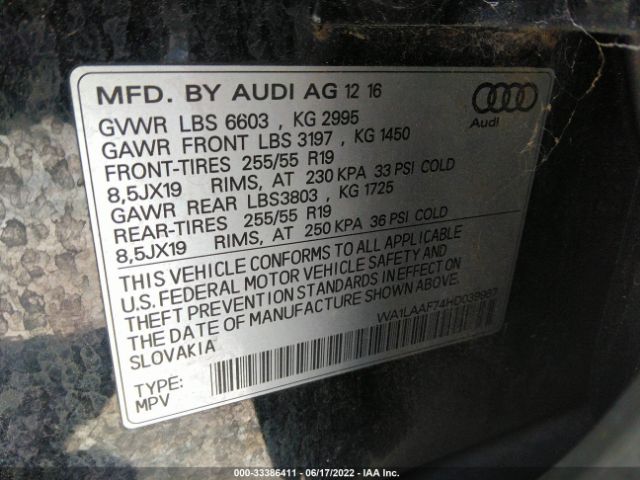 MFD. BY AUDI AG 12 16
Audi
GVWR LBS 6603 , KG 2995
GAWR FRONT LBS 3197 , KG 1450
FRONT-TIRES 255/55 R19
8,5JX19 RIMS, AT 230 KPA 33 PSI COLD
GAWR REAR LBS3803 , KG 1725
REAR-TIRES 255/55 R19
8,5JX19 RIMS, AT 250 KPA 36 PSI COLD
THIS VEHICLE CONFORMS TO ALL APPLICABLE
U.S. FEDERAL MOTOR VEHICLE SAFETY AND
THEFT PREVENTION STANDARDS IN EFFECT ON
THE DATE OF MANUFACTURE SHOWN ABOVE.
SLOVAKIA
TYPE:
MPV
000-33386411 - 06/17/2022 - IAA Inc.